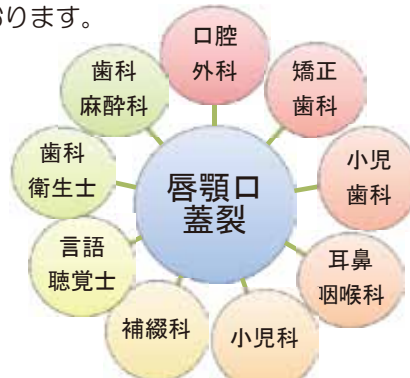 おります。
口腔
外科
矯正
歯科
小児
歯科
耳鼻
咽喉科
小児科
補綴科
言語
聴覚士
歯科
衛生士
歯科
麻酔科
唇顎口
蓋裂